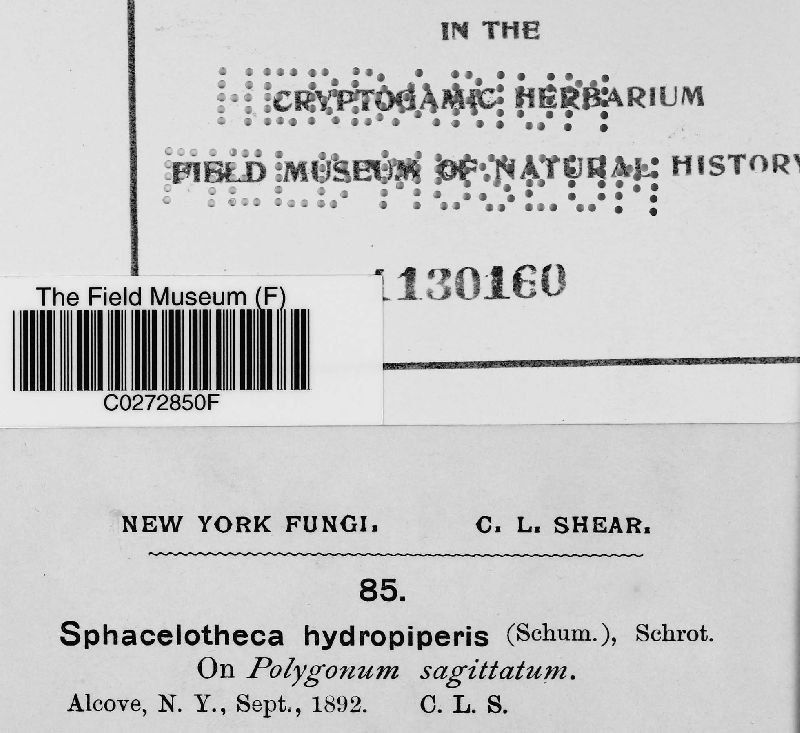 IN THE
CRYPTOGAMIC HERBARIUM
FIELD MUSEUM OF NATURAL HISTORY
1130160
The Field Museum (F)
C0272850F
NEW YORK FUNGI. C. L. SHEAR.
85.
Sphacelotheca hydropiperis (Schum.), Schrot.
On Polygonum sagittatum.
Alcove, N. Y., Sept., 1892. C. L. S.